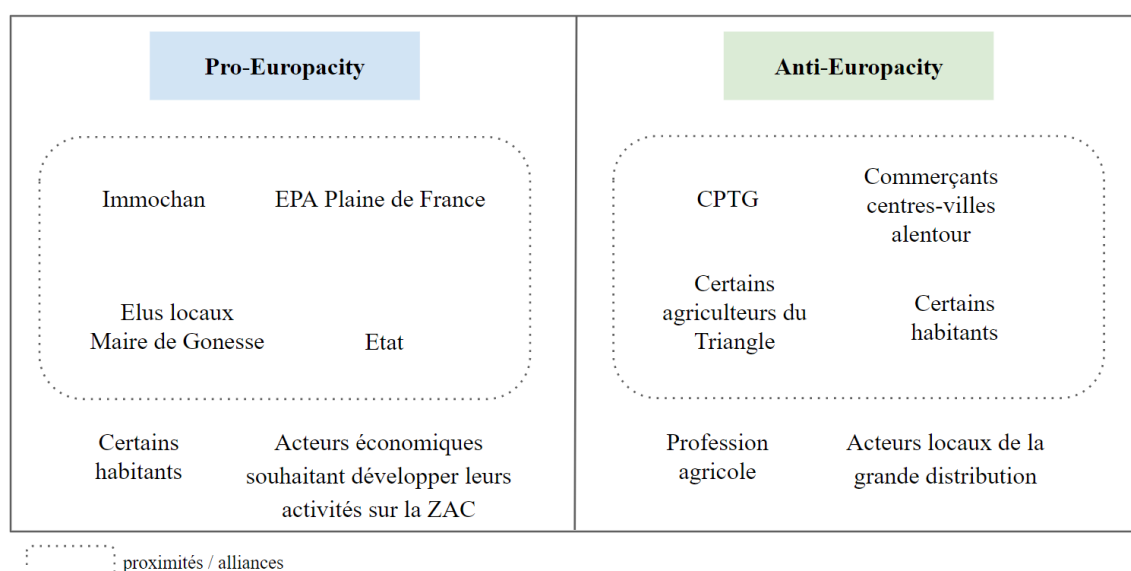 Pro-Europacity
Immochan
EPA Plaine de France
Elus locaux
Maire de Gonesse
Etat
Certains
habitants
Acteurs économiques
souhaitant développer leurs
activités sur la ZAC
Anti-Europacity
CPTG
Commerçants
centres-villes
alentour
Certains
agriculteurs du
Triangle
Certains
habitants
Profession
agricole
Acteurs locaux de la
grande distribution
proximités / alliances